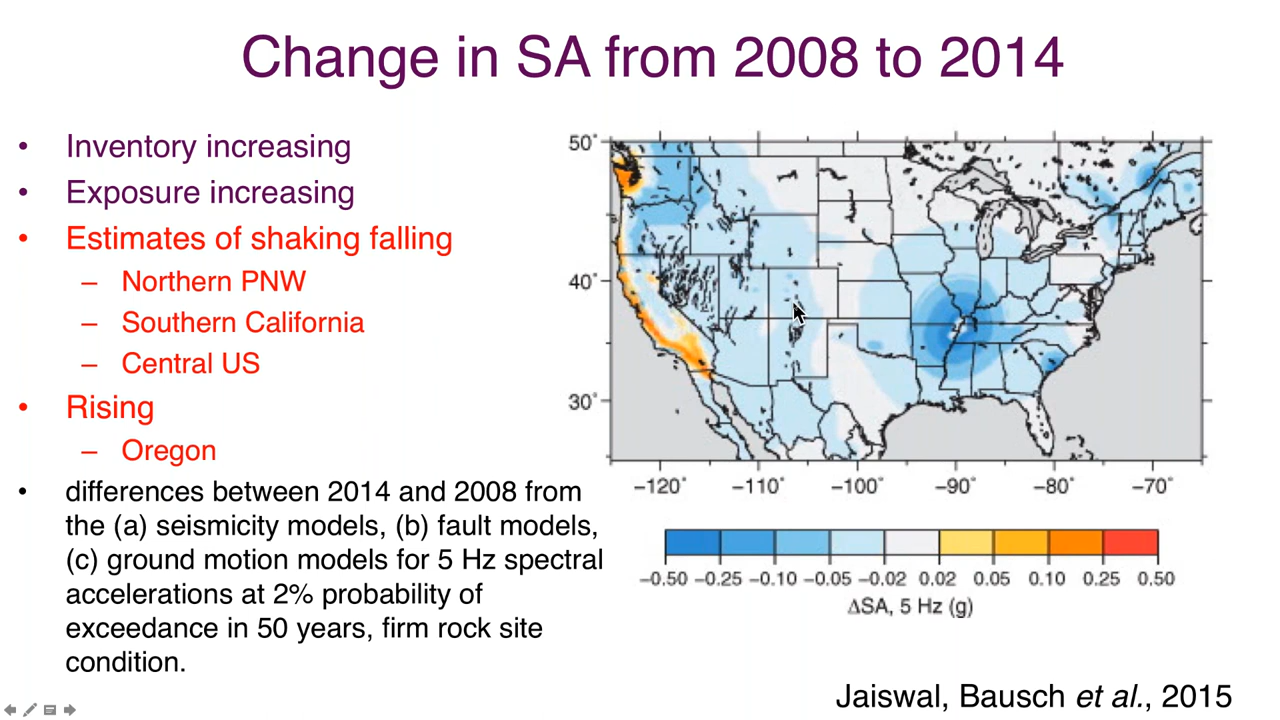 Change in SA from 2008 to 2014
• Inventory increasing
• Exposure increasing
• Estimates of shaking falling
– Northern PNW
– Southern California
– Central US
• Rising
– Oregon
• differences between 2014 and 2008 from
the (a) seismicity models, (b) fault models,
(c) ground motion models for 5 Hz spectral
accelerations at 2% probability of
exceedance in 50 years, firm rock site
condition.
50˚
40˚
30˚
−120˚ −110˚ −100˚ −90˚ −80˚ −70˚
−0.50 −0.25 −0.10 −0.05 −0.02 0.02 0.05 0.10 0.25 0.50
ΔSA, 5 Hz (g)
Jaiswal, Bausch et al., 2015